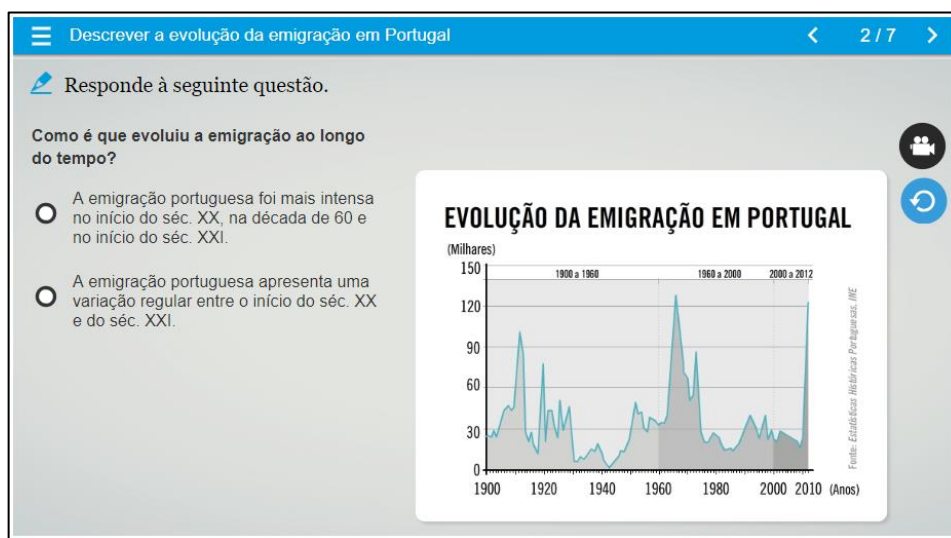 Descrever a evolução da emigração em Portugal
2 / 7
Responde à seguinte questão.
Como é que evoluiu a emigração ao longo
do tempo?
A emigração portuguesa foi mais intensa
no início do séc. XX, na década de 60 e
no início do séc. XXI.
A emigração portuguesa apresenta uma
variação regular entre o início do séc. XX
e do séc. XXI.
EVOLUÇÃO DA EMIGRAÇÃO EM PORTUGAL
(Milhares)
150
1900 a 1960
1960 a 2000
2000 a 2012
120
90
60
30
0
1900
1920
1940
1960
1980
2000
2010
(Anos)
Fonte: Estatísticas Históricas Portuguesas, INE